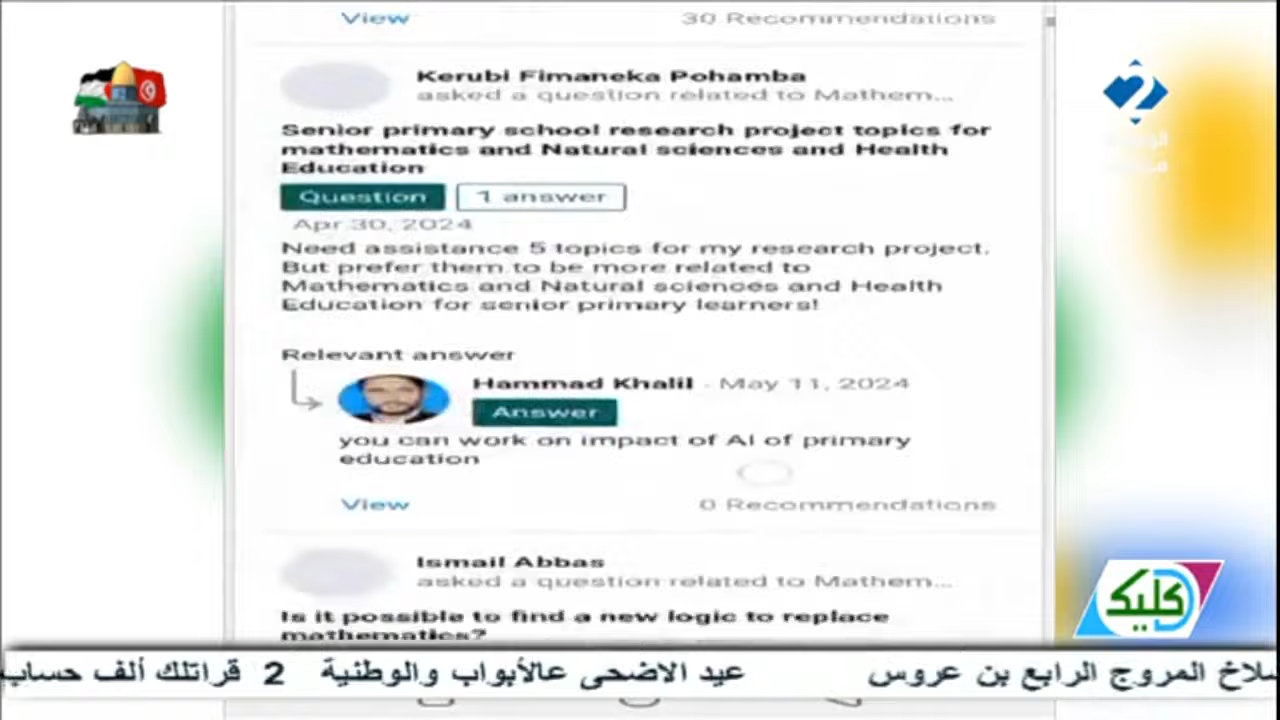 View
30 Recommendations
Kerubi Fimaneka Pohamba
asked a question related to Mathem...
Senior primary school research project topics for
mathematics and Natural sciences and Health
Education
Question
1 answer
Apr 30, 2024
Need assistance 5 topics for my research project.
But prefer them to be more related to
Mathematics and Natural sciences and Health
Education for senior primary learners!
Relevant answer
Hammad Khalil - May 11, 2024
Answer
you can work on impact of AI of primary
education
View
0 Recommendations
Ismail Abbas
asked a question related to Mathem...
Is it possible to find a new logic to replace
mathematics?
كليك
سلاخ المروج الرابع بن عروس
عيد الاضحى عالأبواب والوطنية 2 قراتلك ألف حساب